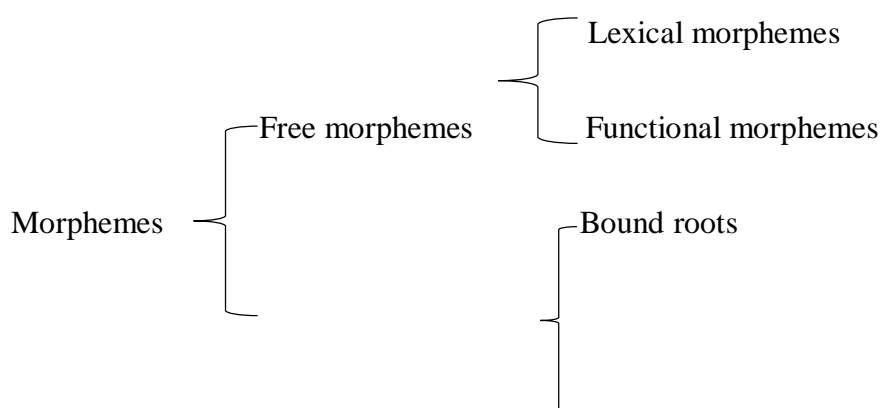 Lexical morphemes
Free morphemes
Functional morphemes
Morphemes
Bound roots